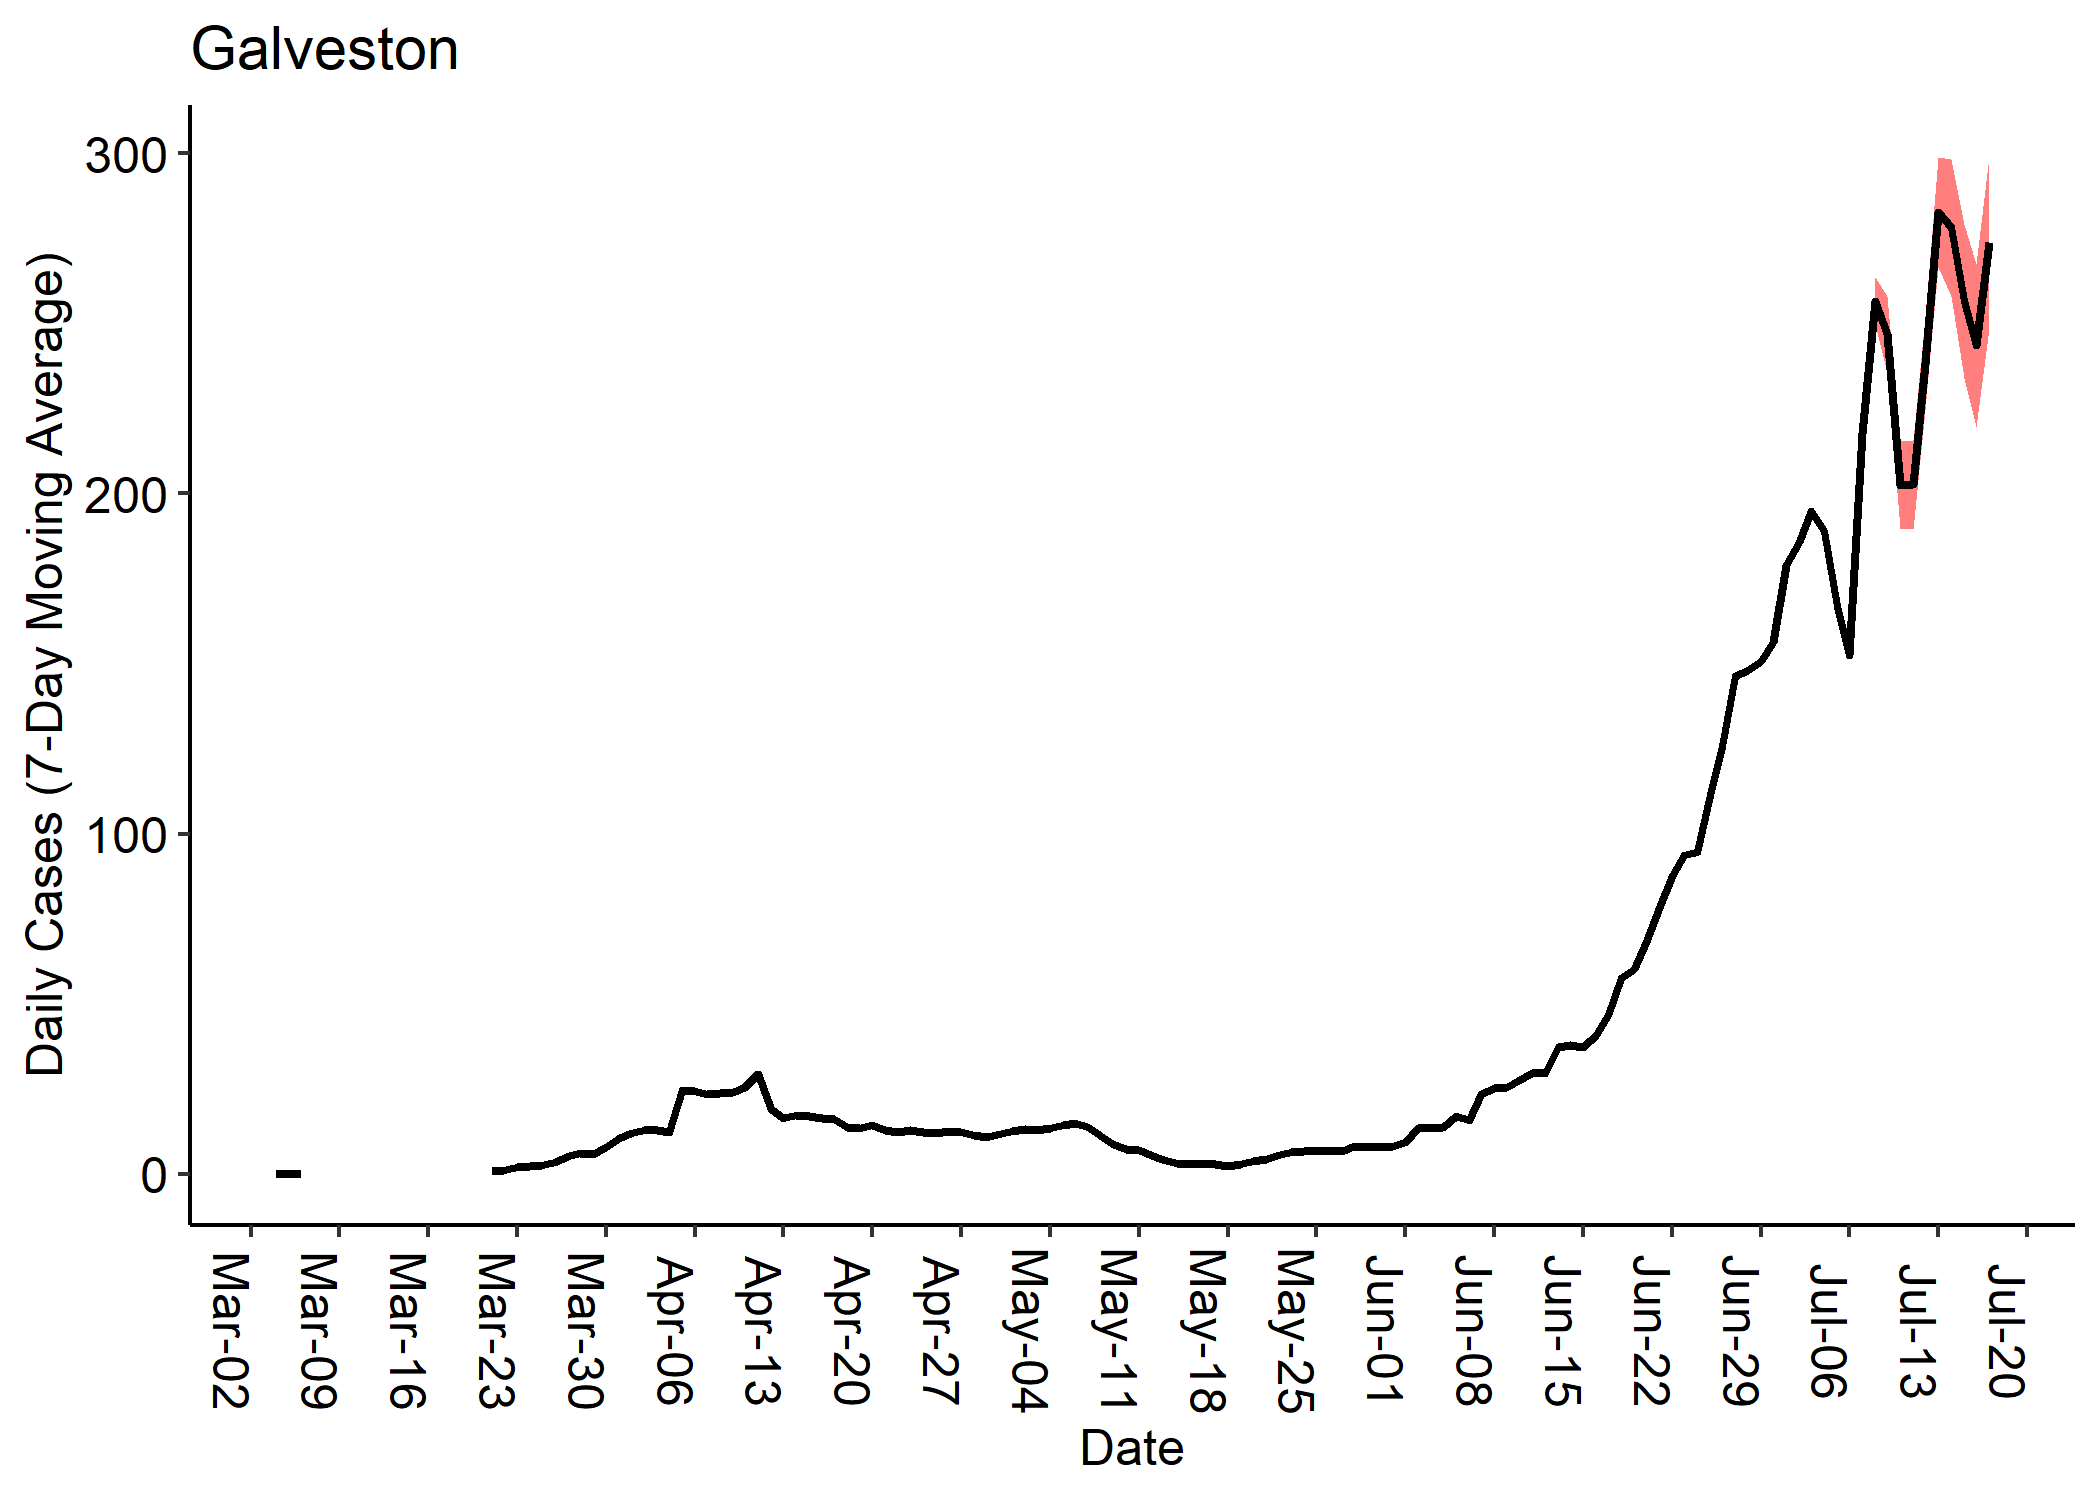 Galveston
Daily Cases (7-Day Moving Average)
300
200
100
0
Mar-02
Mar-09
Mar-16
Mar-23
Mar-30
Apr-06
Apr-13
Apr-20
Apr-27
May-04
May-11
May-18
May-25
Jun-01
Jun-08
Jun-15
Jun-22
Jun-29
Jul-06
Jul-13
Jul-20
Date